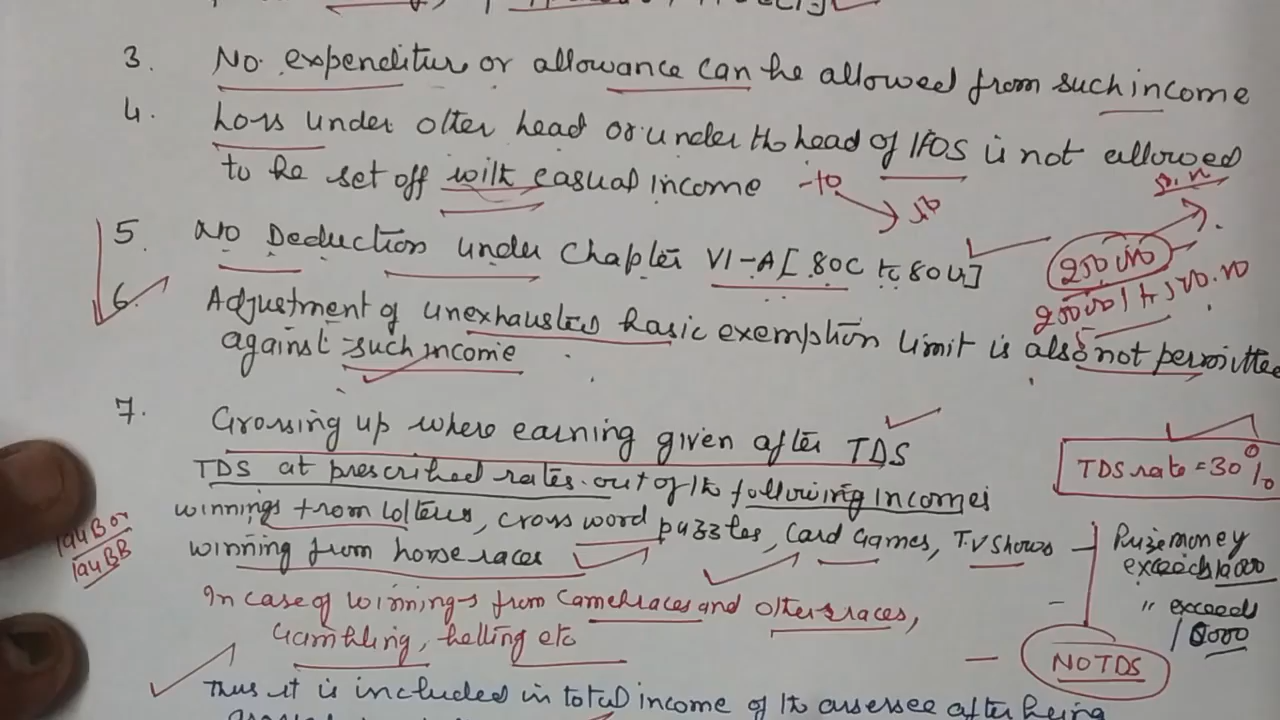 3. No expenditur or allowance can be allowed from such income
4. Loss under other head or under the head of IFOS is not allowed
to be set off with casual income
5. No Deduction under Chapter VI-A [80C to 80U]
250000
6. Adjustment of unexhausted basic exemption limit is also not permitted
against such income
7. Grossing up where earning given after TDS
TDS at prescribed rates out of the following incomes
TDS rate = 30%
winnings from lotteries, cross word puzzles, Card Games, T.V Shows
winning from horse races
194B or
194BB
Prize money
exceeds 10000
" exceeds
10000
In case of winnings from Camel races and other races,
Gambling, betting etc
NO TDS
Thus it is included in total income of the assessee after being